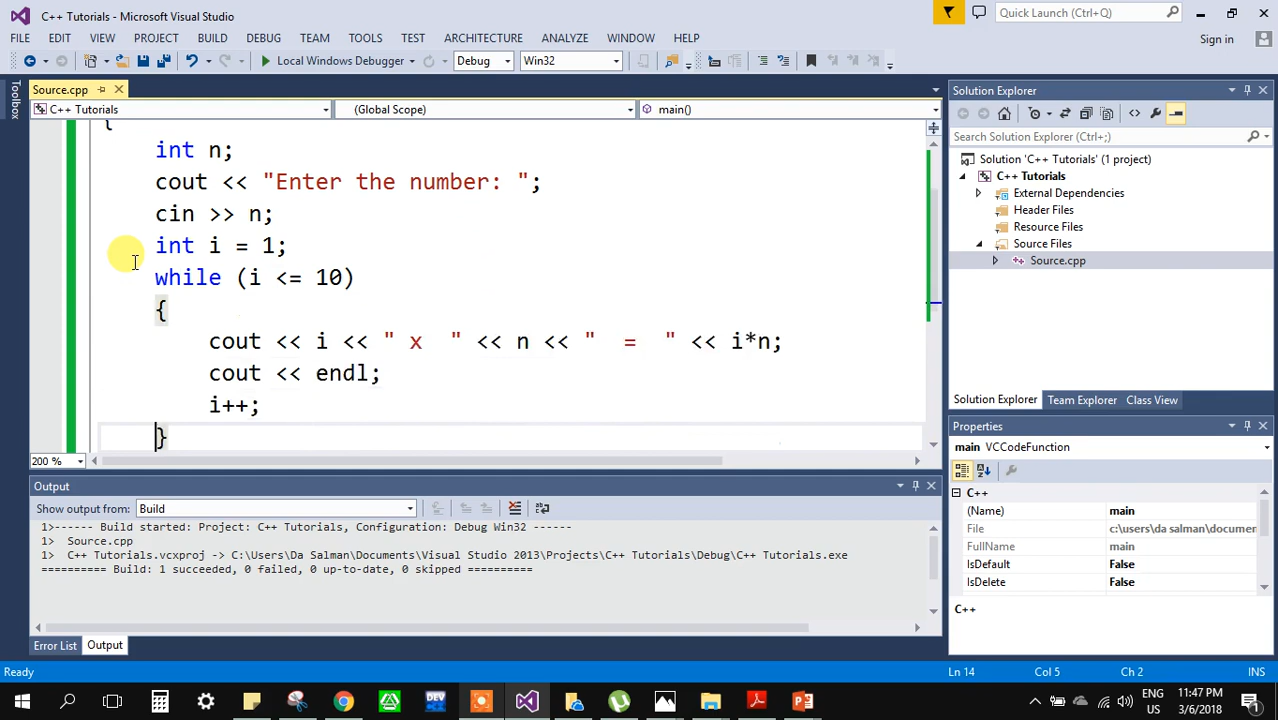 C++ Tutorials - Microsoft Visual Studio
Quick Launch (Ctrl+Q)
FILE EDIT VIEW PROJECT BUILD DEBUG TEAM TOOLS TEST ARCHITECTURE ANALYZE WINDOW HELP
Sign in
Local Windows Debugger Debug Win32
Toolbox
Source.cpp
C++ Tutorials (Global Scope) main()
{
int n;
cout << "Enter the number: ";
cin >> n;
int i = 1;
while (i <= 10)
{
cout << i << " x  " << n << "  =  " << i*n;
cout << endl;
i++;
}
200 %
Solution Explorer
Search Solution Explorer (Ctrl+;)
Solution 'C++ Tutorials' (1 project)
C++ Tutorials
External Dependencies
Header Files
Resource Files
Source Files
Source.cpp
Solution Explorer Team Explorer Class View
Properties
main VCCodeFunction
C++
(Name) main
File c:\users\da salman\documen
FullName main
IsDefault False
IsDelete False
C++
Output
Show output from: Build
1>------ Build started: Project: C++ Tutorials, Configuration: Debug Win32 ------
1>  Source.cpp
1>  C++ Tutorials.vcxproj -> C:\Users\Da Salman\Documents\Visual Studio 2013\Projects\C++ Tutorials\Debug\C++ Tutorials.exe
========== Build: 1 succeeded, 0 failed, 0 up-to-date, 0 skipped ==========
Error List Output
Ready Ln 14 Col 5 Ch 2 INS
DEV
ENG
US
11:47 PM
3/6/2018